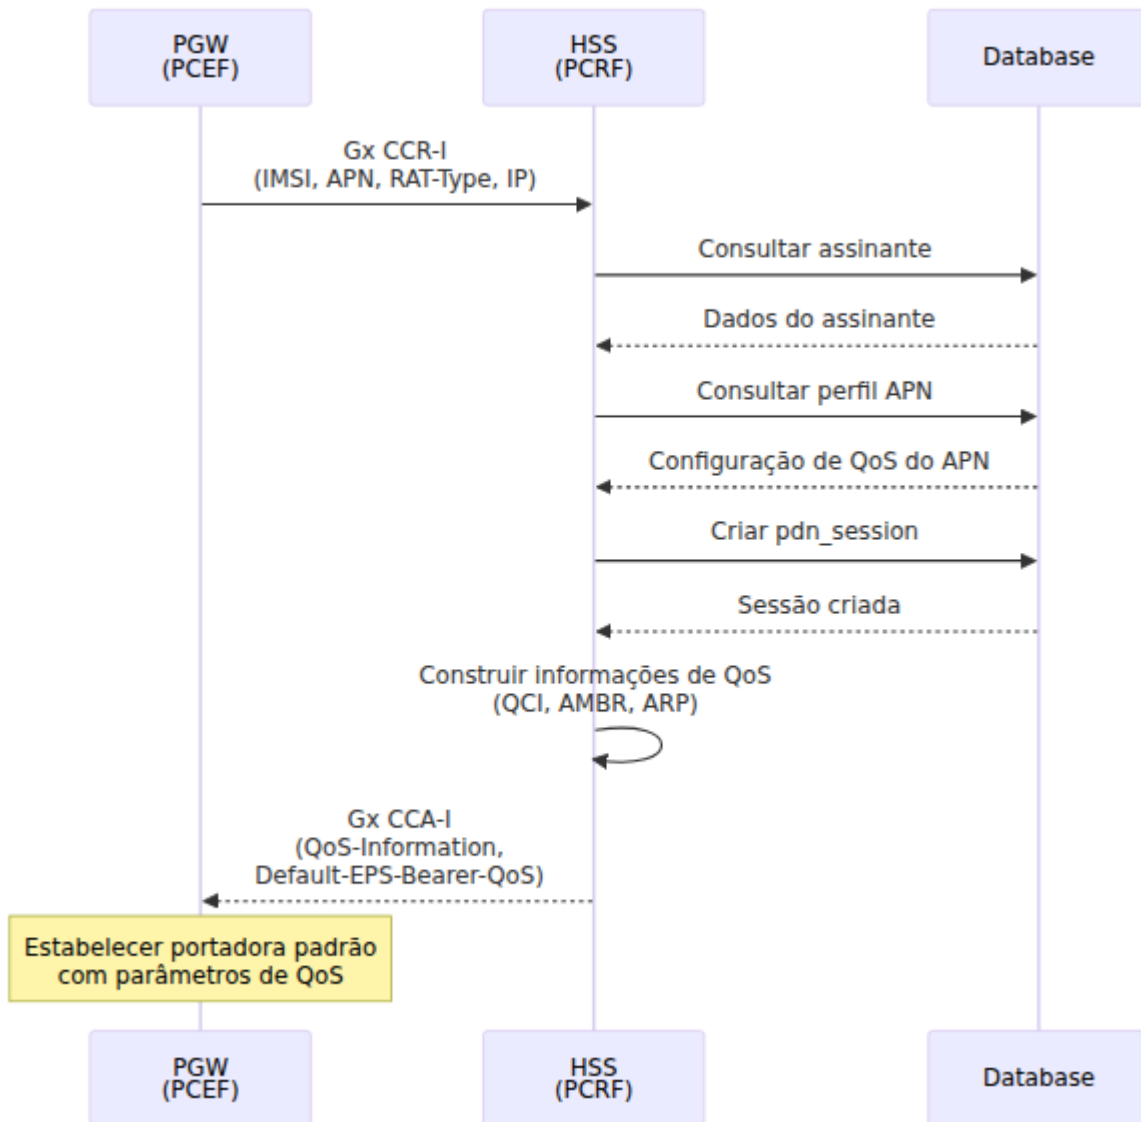 PGW
(PCEF)
HSS
(PCRF)
Database
Gx CCR-I
(IMSI, APN, RAT-Type, IP)
Consultar assinante
Dados do assinante
Consultar perfil APN
Configuração de QoS do APN
Criar pdn_session
Sessão criada
Construir informações de QoS
(QCI, AMBR, ARP)
Gx CCA-I
(QoS-Information,
Default-EPS-Bearer-QoS)
Estabelecer portadora padrão
com parâmetros de QoS
PGW
(PCEF)
HSS
(PCRF)
Database